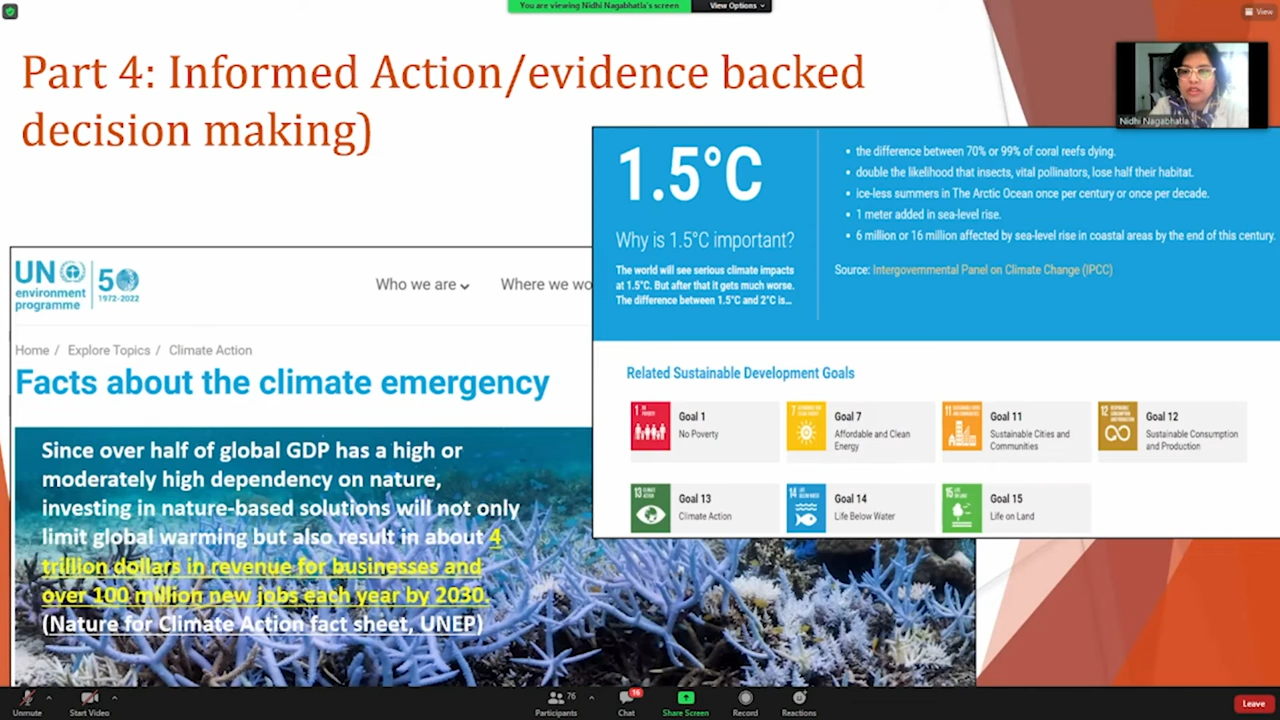 You are viewing Nidhi Nagabhatla's screen
View Options
View
Part 4: Informed Action/evidence backed
decision making)
Nidhi Nagabhatla
1.5°C
Why is 1.5°C important?
The world will see serious climate impacts
at 1.5°C. But after that it gets much worse.
The difference between 1.5°C and 2°C is...
• the difference between 70% or 99% of coral reefs dying.
• double the likelihood that insects, vital pollinators, lose half their habitat.
• ice-less summers in The Arctic Ocean once per century or once per decade.
• 1 meter added in sea-level rise.
• 6 million or 16 million affected by sea-level rise in coastal areas by the end of this century.
Source: Intergovernmental Panel on Climate Change (IPCC)
UN
environment
programme
50
1972-2022
Who we are
Where we wo
Home / Explore Topics / Climate Action
Facts about the climate emergency
Since over half of global GDP has a high or
moderately high dependency on nature,
investing in nature-based solutions will not only
limit global warming but also result in about 4
trillion dollars in revenue for businesses and
over 100 million new jobs each year by 2030.
(Nature for Climate Action fact sheet, UNEP)
Related Sustainable Development Goals
1
Goal 1
No Poverty
7
Goal 7
Affordable and Clean
Energy
11
Goal 11
Sustainable Cities and
Communities
12
Goal 12
Sustainable Consumption
and Production
13
Goal 13
Climate Action
14
Goal 14
Life Below Water
15
Goal 15
Life on Land
Unmute
Start Video
76
Participants
16
Chat
Share Screen
Record
Reactions
Leave